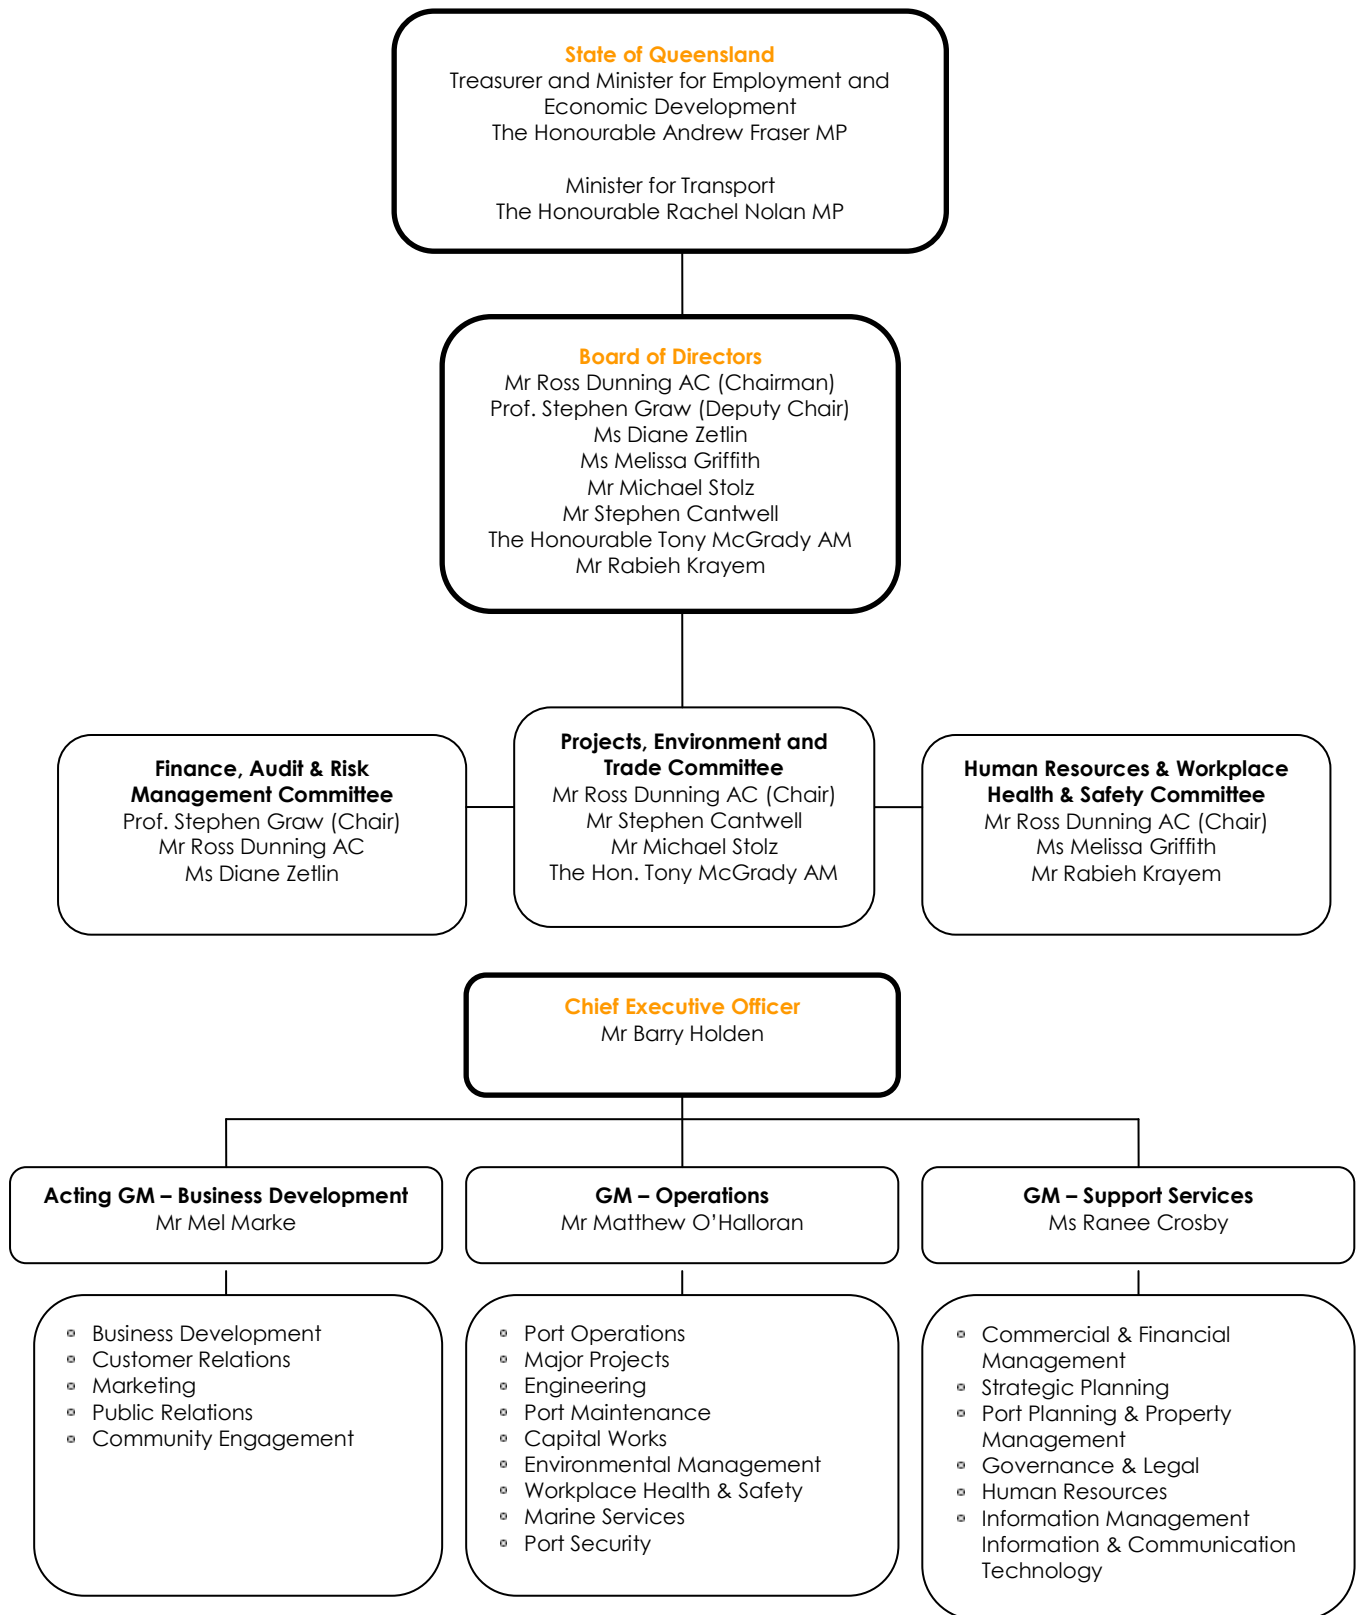 State of Queensland
Treasurer and Minister for Employment and
Economic Development
The Honourable Andrew Fraser MP
Minister for Transport
The Honourable Rachel Nolan MP
Board of Directors
Mr Ross Dunning AC (Chairman)
Prof. Stephen Graw (Deputy Chair)
Ms Diane Zetlin
Ms Melissa Griffith
Mr Michael Stolz
Mr Stephen Cantwell
The Honourable Tony McGrady AM
Mr Rabieh Krayem
Finance, Audit & Risk
Management Committee
Prof. Stephen Graw (Chair)
Mr Ross Dunning AC
Ms Diane Zetlin
Projects, Environment and
Trade Committee
Mr Ross Dunning AC (Chair)
Mr Stephen Cantwell
Mr Michael Stolz
The Hon. Tony McGrady AM
Human Resources & Workplace
Health & Safety Committee
Mr Ross Dunning AC (Chair)
Ms Melissa Griffith
Mr Rabieh Krayem
Chief Executive Officer
Mr Barry Holden
Acting GM – Business Development
Mr Mel Marke
GM – Operations
Mr Matthew O’Halloran
GM – Support Services
Ms Ranee Crosby
Business Development
Customer Relations
Marketing
Public Relations
Community Engagement
Port Operations
Major Projects
Engineering
Port Maintenance
Capital Works
Environmental Management
Workplace Health & Safety
Marine Services
Port Security
Commercial & Financial
Management
Strategic Planning
Port Planning & Property
Management
Governance & Legal
Human Resources
Information Management
Information & Communication
Technology